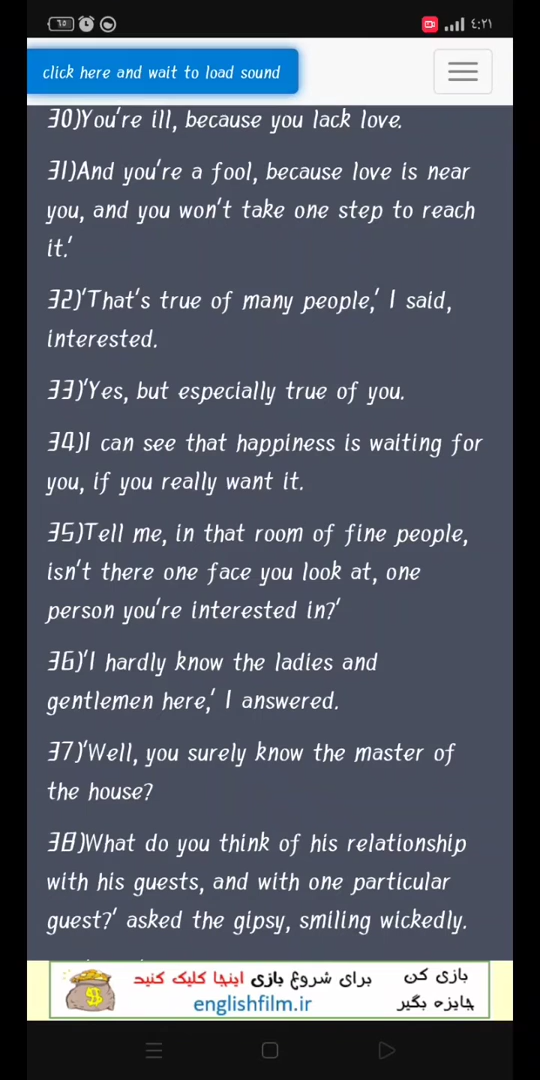 ٦٥
٤:٢١
click here and wait to load sound
30)You're ill, because you lack love.
31)And you're a fool, because love is near
you, and you won't take one step to reach
it.'
32)'That's true of many people,' I said,
interested.
33)'Yes, but especially true of you.
34)I can see that happiness is waiting for
you, if you really want it.
35)Tell me, in that room of fine people,
isn't there one face you look at, one
person you're interested in?'
36)'I hardly know the ladies and
gentlemen here,' I answered.
37)'Well, you surely know the master of
the house?
38)What do you think of his relationship
with his guests, and with one particular
guest?' asked the gipsy, smiling wickedly.
بازی کن
جایزه بگیر
برای شروع بازی اینجا کلیک کنید
englishfilm.ir